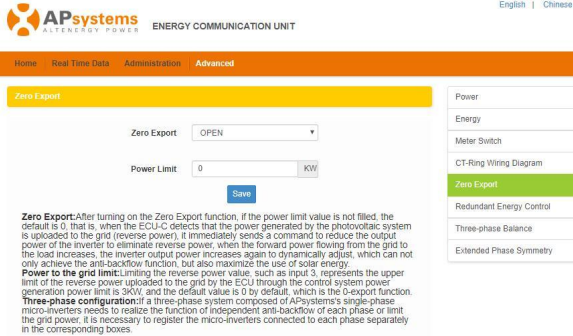 English | Chinese
APsystems
ALTENERGY POWER
ENERGY COMMUNICATION UNIT
Home Real Time Data Administration Advanced
Zero Export
Zero Export OPEN
Power Limit 0 KW
Save
Zero Export:After turning on the Zero Export function, if the power limit value is not filled, the
default is 0, that is, when the ECU-C detects that the power generated by the photovoltaic system
is uploaded to the grid (reverse power), it immediately sends a command to reduce the output
power of the inverter to eliminate reverse power, when the forward power flowing from the grid to
the load increases, the inverter output power increases again to dynamically adjust, which can not
only achieve the anti-backflow function, but also maximize the use of solar energy.
Power to the grid limit:Limiting the reverse power value, such as input 3, represents the upper
limit of the reverse power uploaded to the grid by the ECU through the control system power
generation power limit is 3KW, and the default value is 0 by default, which is the 0-export function.
Three-phase configuration:If a three-phase system composed of APsystems's single-phase
micro-inverters needs to realize the function of independent anti-backflow of each phase or limit
the grid power, it is necessary to register the micro-inverters connected to each phase separately
in the corresponding boxes.
Power
Energy
Meter Switch
CT-Ring Wiring Diagram
Zero Export
Redundant Energy Control
Three-phase Balance
Extended Phase Symmetry